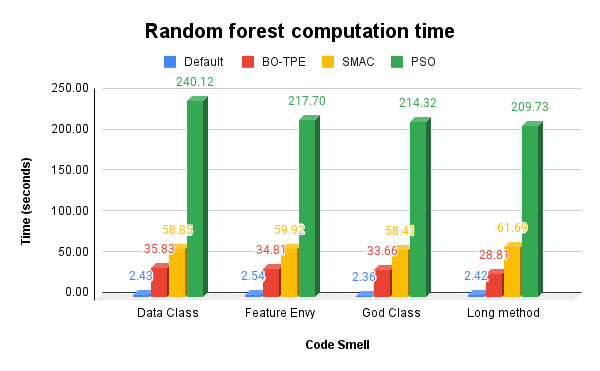 Random forest computation time
Default BO-TPE SMAC PSO
250.00
200.00
150.00
100.00
50.00
0.00
Time (seconds)
2.43 35.83 58.85 240.12
2.54 34.81 59.92 217.70
2.36 33.66 58.41 214.32
2.42 28.81 61.69 209.73
Data Class Feature Envy God Class Long method
Code Smell